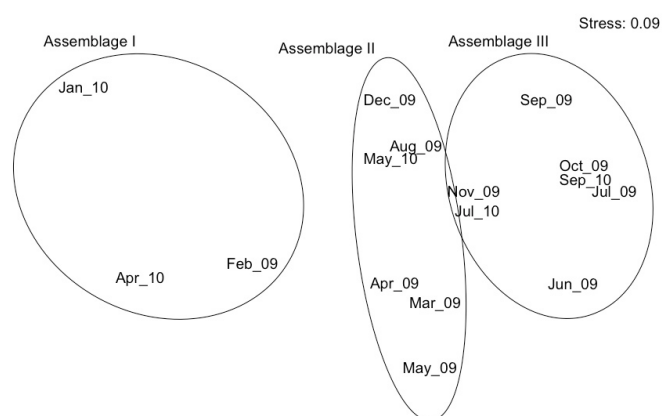 Stress: 0.09
Assemblage I
Assemblage II
Assemblage III
Jan_10
Apr_10
Feb_09
Dec_09
Aug_09
May_10
Apr_09
Mar_09
May_09
Sep_09
Oct_09
Sep_10
Jul_09
Nov_09
Jul_10
Jun_09